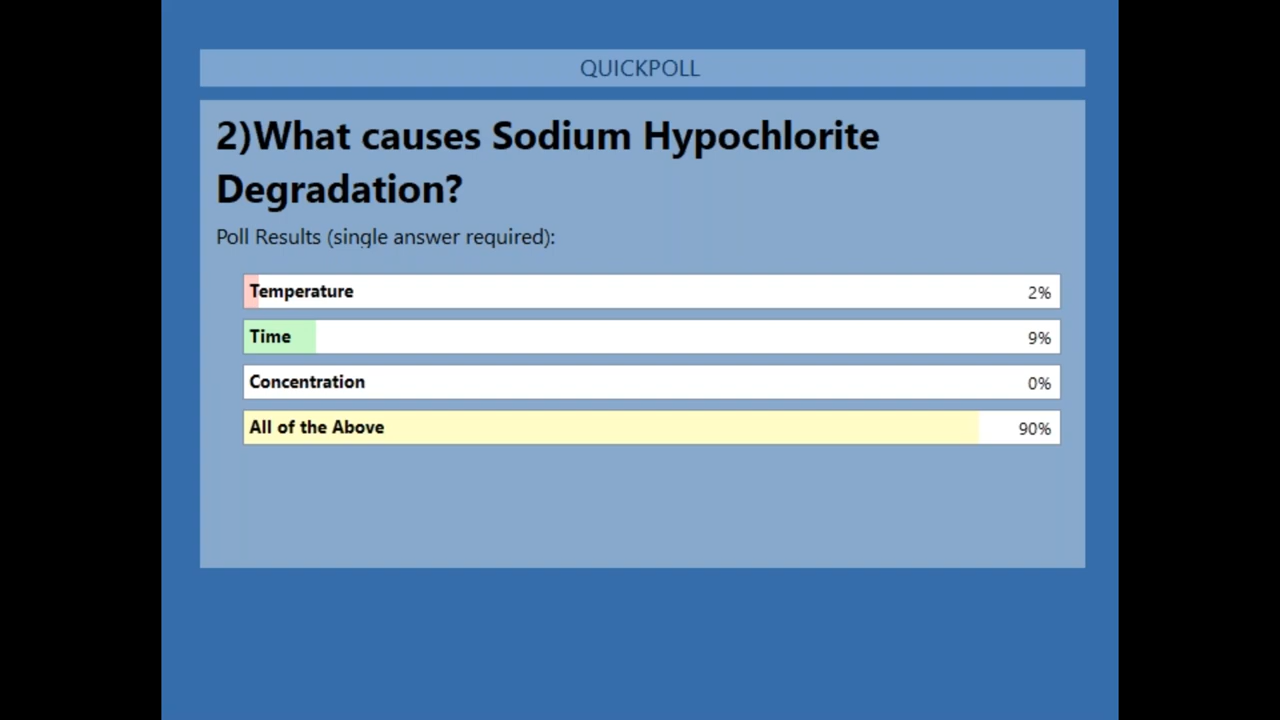 QUICKPOLL
2)What causes Sodium Hypochlorite
Degradation?
Poll Results (single answer required):
Temperature 2%
Time 9%
Concentration 0%
All of the Above 90%